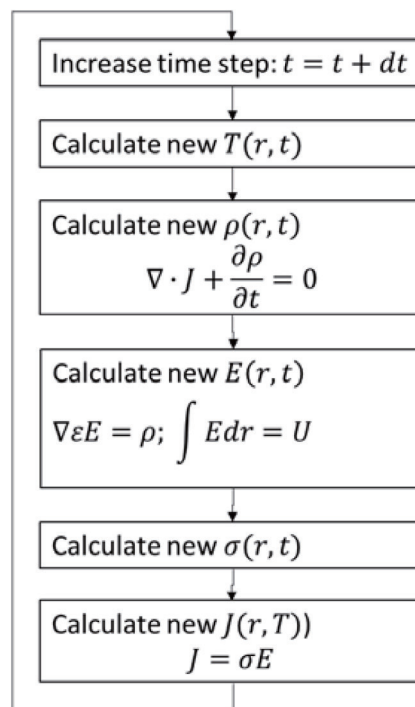 Increase time step: t = t + dt
Calculate new T(r, t)
Calculate new ρ(r, t)
∇ · J + ∂ρ/∂t = 0
Calculate new E(r, t)
∇εE = ρ; ∫ Edr = U
Calculate new σ(r, t)
Calculate new J(r, T))
J = σE